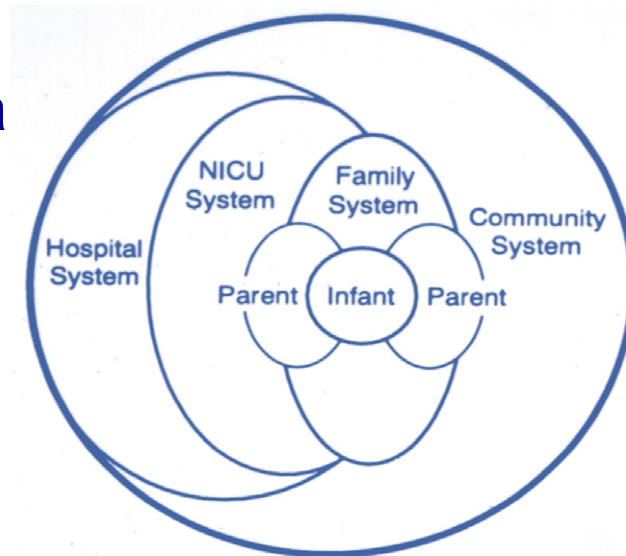 NICU
System
Family
System
Community
System
Hospital
System
Parent
Infant
Parent